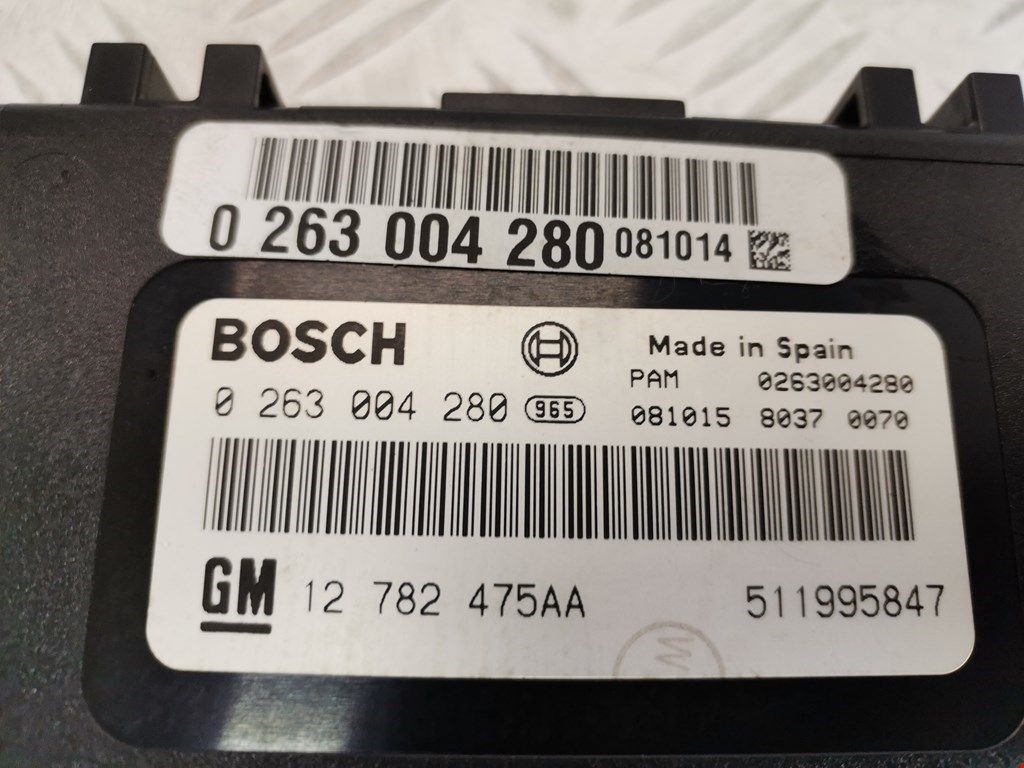 0 263 004 280 081014
BOSCH
Made in Spain
0 263 004 280 965
PAM 0263004280
081015 8037 0070
GM 12 782 475AA 511995847
W